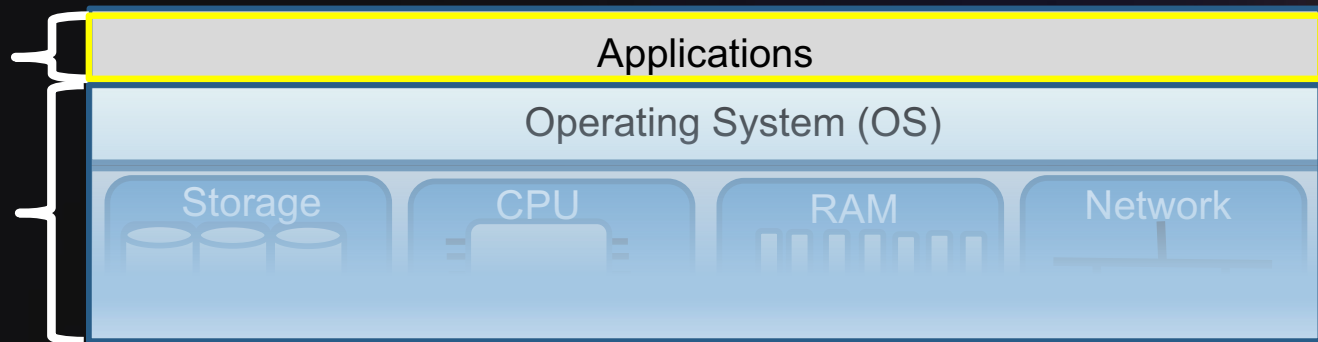 Applications
Operating System (OS)
Storage CPU RAM Network